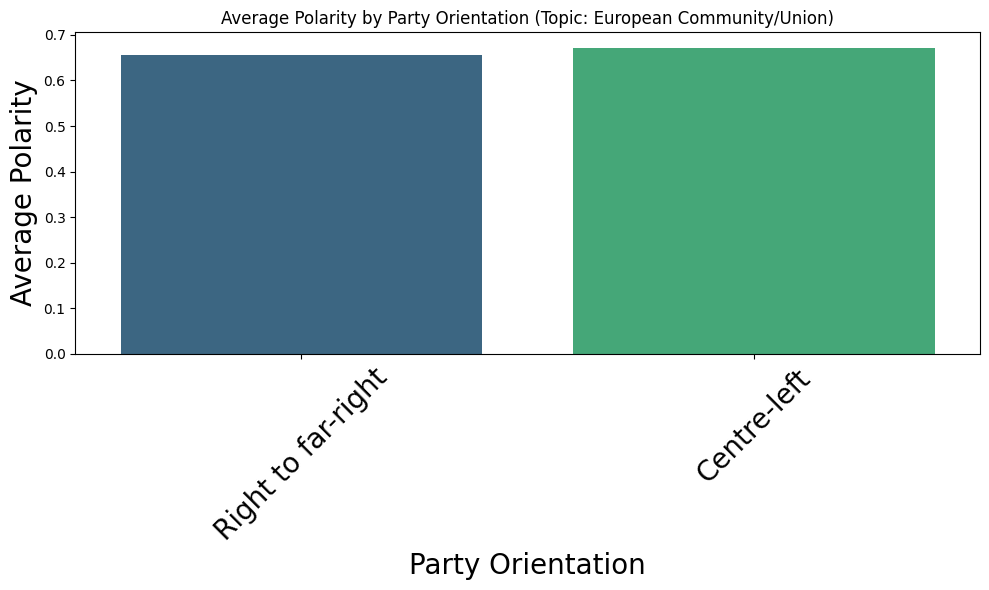 Average Polarity by Party Orientation (Topic: European Community/Union)
Average Polarity
0.7
0.6
0.5
0.4
0.3
0.2
0.1
0.0
Right to far-right
Centre-left
Party Orientation